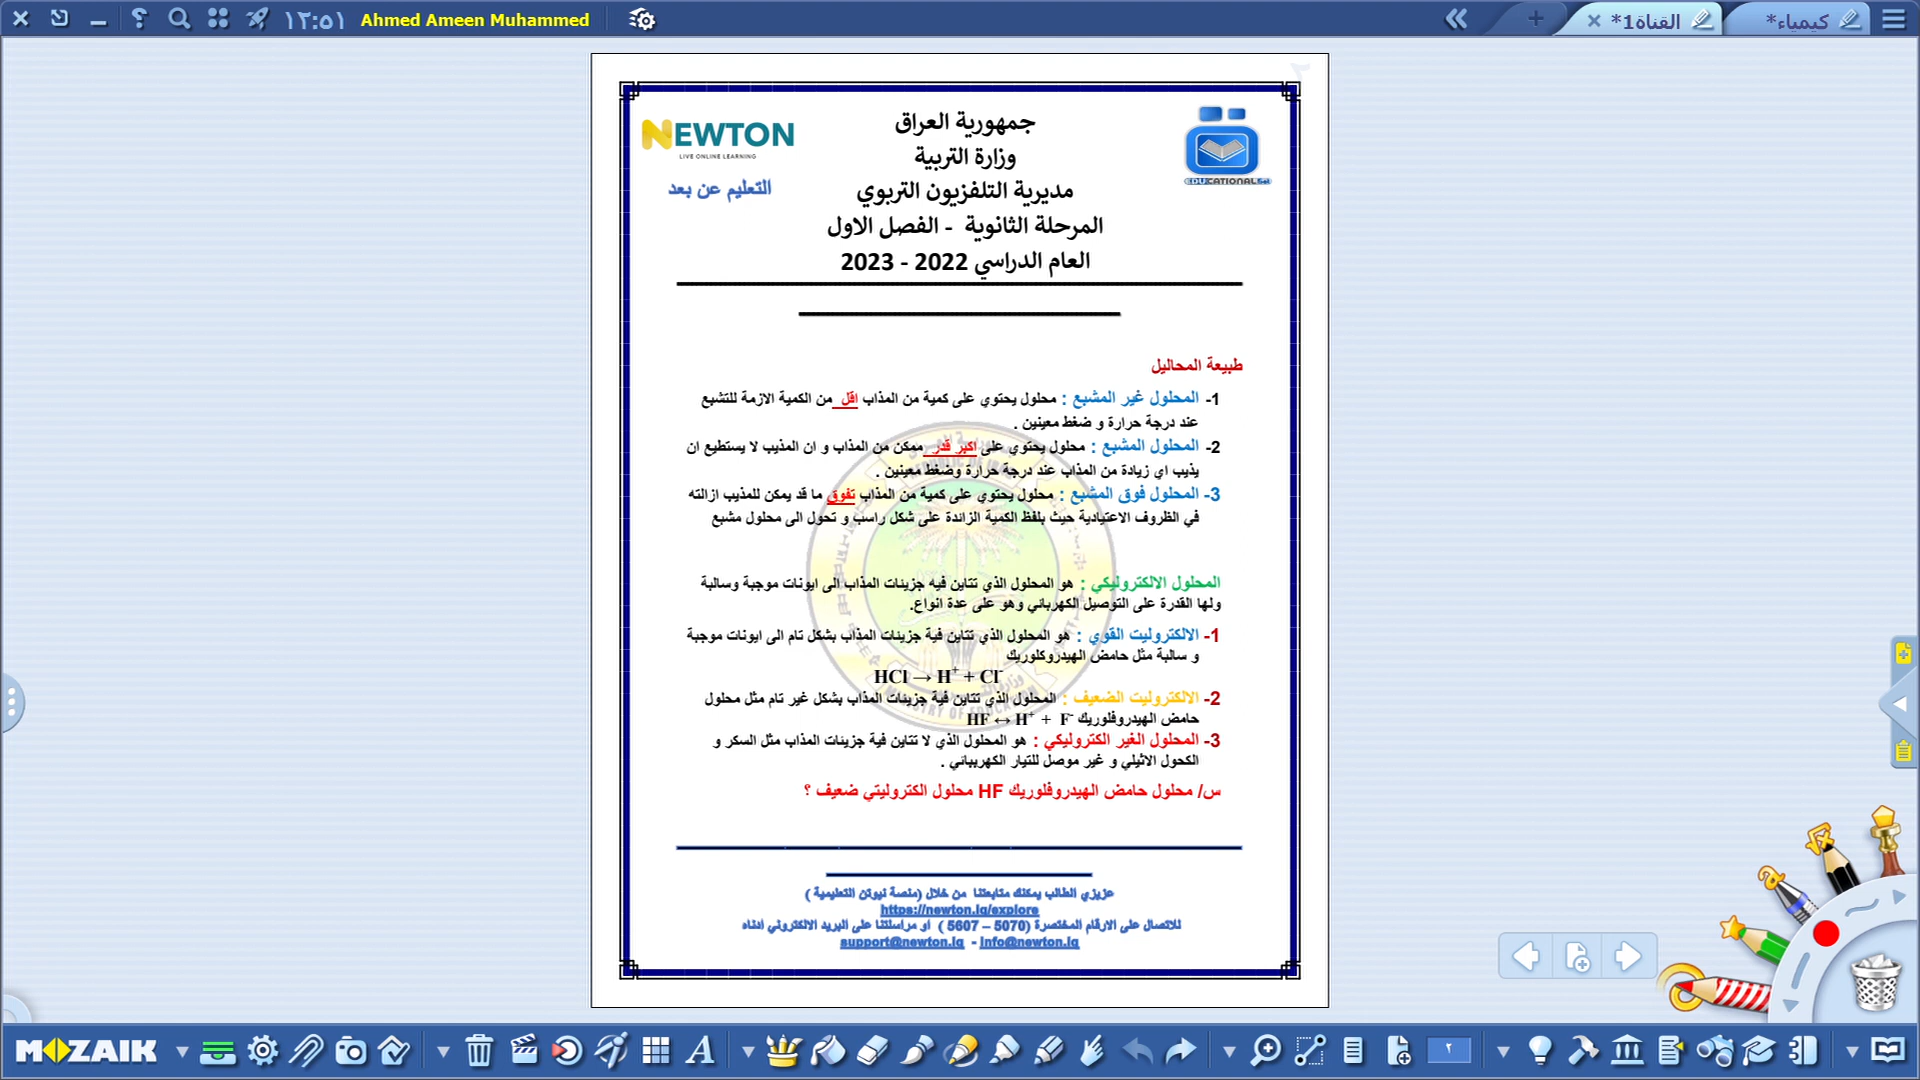 ١٢:٥١
Ahmed Ameen Muhammed
القناة1*
كيمياء*
NEWTON
LIVE ONLINE LEARNING
التعليم عن بعد
EDUCATIONAL
جمهورية العراق
وزارة التربية
مديرية التلفزيون التربوي
المرحلة الثانوية - الفصل الاول
العام الدراسي 2022 - 2023
طبيعة المحاليل
1- المحلول غير المشبع : محلول يحتوي على كمية من المذاب اقل من الكمية الازمة للتشبع
عند درجة حرارة و ضغط معينين .
2- المحلول المشبع : محلول يحتوي على اكبر قدر ممكن من المذاب و ان المذيب لا يستطيع ان
يذيب اي زيادة من المذاب عند درجة حرارة وضغط معينين .
3- المحلول فوق المشبع : محلول يحتوي على كمية من المذاب تفوق ما قد يمكن للمذيب ازالته
في الظروف الاعتيادية حيث بلفظ الكمية الزائدة على شكل راسب و تحول الى محلول مشبع
المحلول الالكتروليكي : هو المحلول الذي تتاين فيه جزيئات المذاب الى ايونات موجبة وسالبة
ولها القدرة على التوصيل الكهربائي وهو على عدة انواع.
1- الالكتروليت القوي : هو المحلول الذي تتاين فية جزيئات المذاب بشكل تام الى ايونات موجبة
و سالبة مثل حامض الهيدروكلوريك
HCl → H⁺ + Cl⁻
2- الالكتروليت الضعيف : المحلول الذي تتاين فية جزيئات المذاب بشكل غير تام مثل محلول
حامض الهيدروفلوريك HF ↔ H⁺ + F⁻
3- المحلول الغير الكتروليكي : هو المحلول الذي لا تتاين فية جزيئات المذاب مثل السكر و
الكحول الاثيلي و غير موصل للتيار الكهربيائي .
س/ محلول حامض الهيدروفلوريك HF محلول الكتروليتي ضعيف ؟
عزيزي الطالب يمكنك متابعتنا من خلال (منصة نيوتن التعليمية )
https://newton.iq/explore
للاتصال على الارقام المختصرة (5070 – 5607 ) او مراسلتنا على البريد الالكتروني ادناه
support@newton.iq - info@newton.iq
MOZAIK
٢